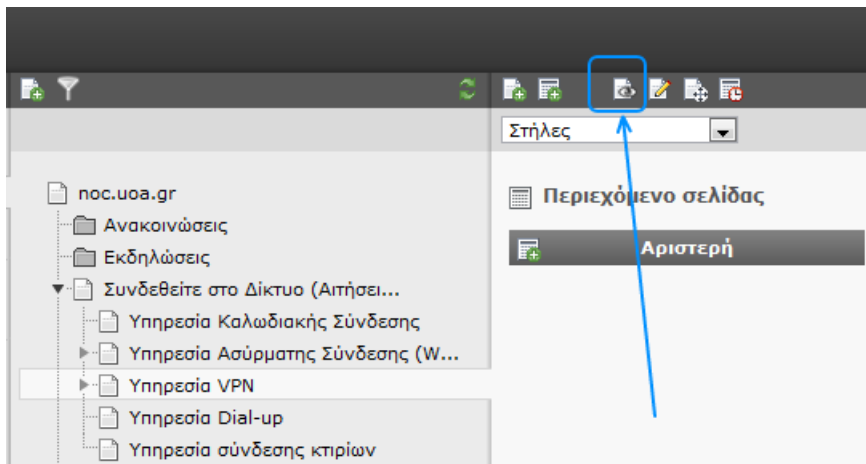 Στήλες
noc.uoa.gr
Ανακοινώσεις
Εκδηλώσεις
Συνδεθείτε στο Δίκτυο (Αιτήσει...
Υπηρεσία Καλωδιακής Σύνδεσης
Υπηρεσία Ασύρματης Σύνδεσης (W...
Υπηρεσία VPN
Υπηρεσία Dial-up
Υπηρεσία σύνδεσης κτιρίων
Περιεχόμενο σελίδας
Αριστερή